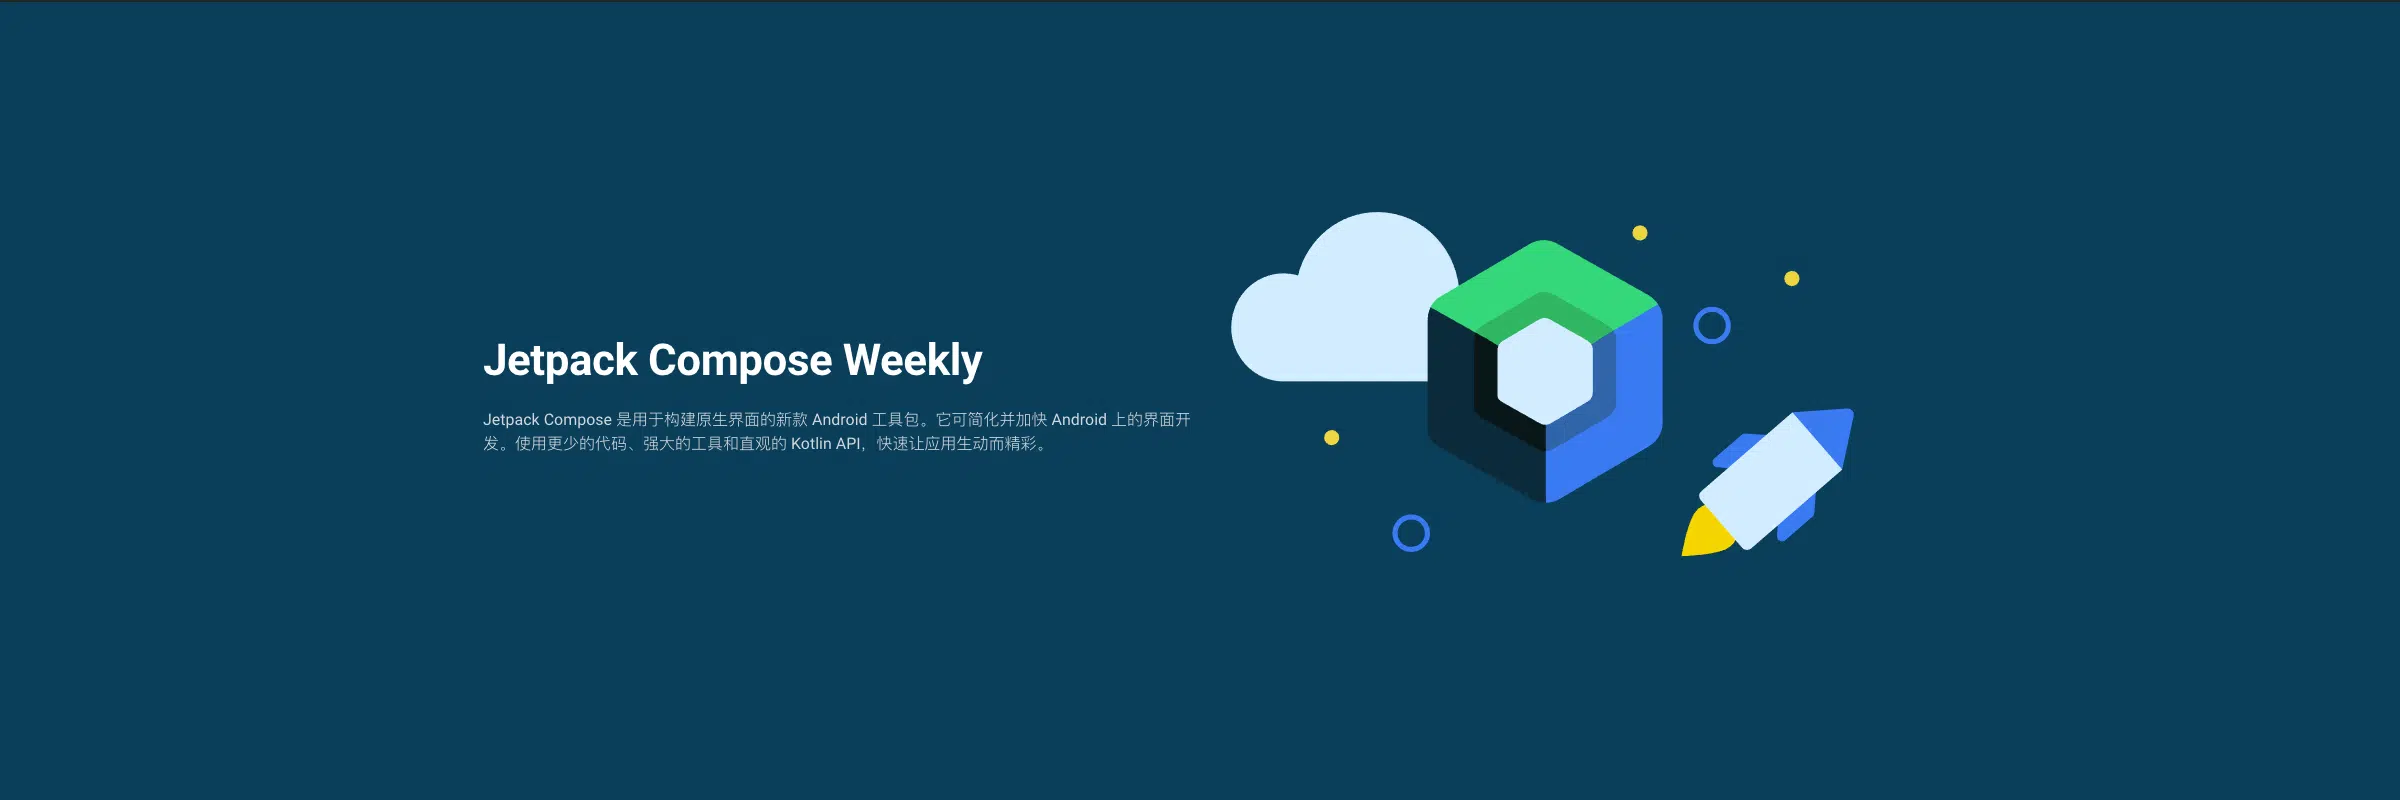 Jetpack Compose Weekly
Jetpack Compose 是用于构建原生界面的新款 Android 工具包。它可简化并加快 Android 上的界面开
发。使用更少的代码、强大的工具和直观的 Kotlin API，快速让应用生动而精彩。